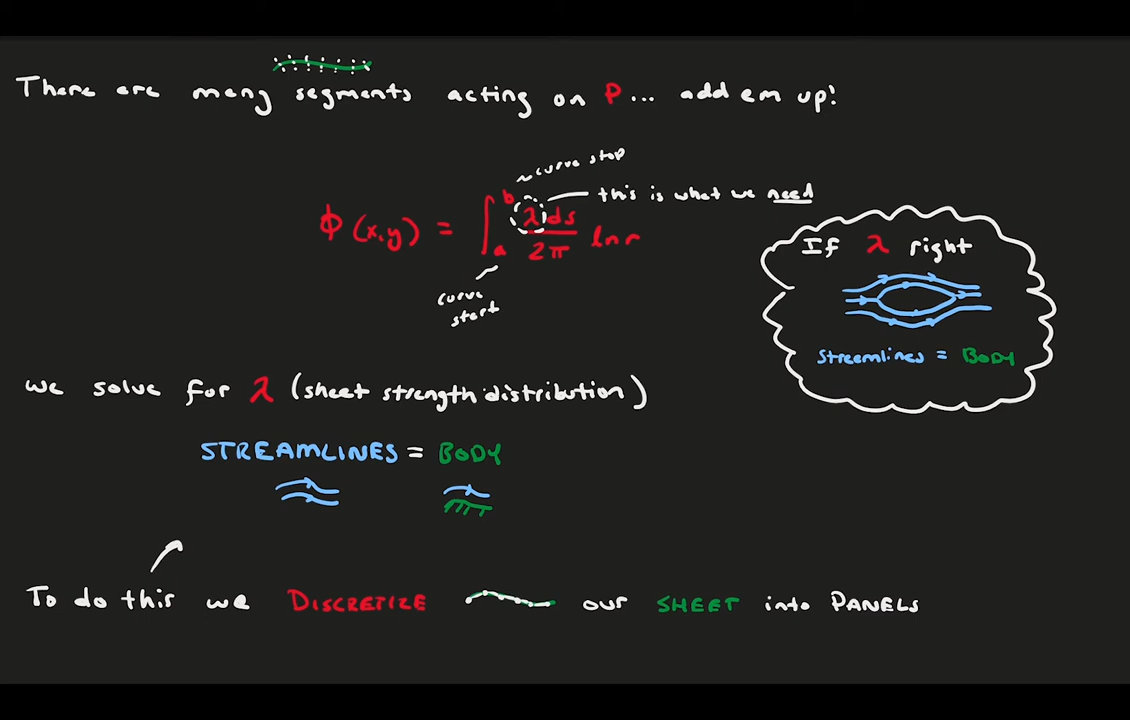 There are many segments acting on P... add em up!
~curve stop
this is what we need
ϕ(x,y) = ∫ₐᵇ λds/2π ln r
curve start
If λ right
Streamlines = Body
we solve for λ (sheet strength distribution)
STREAMLINES = BODY
To do this we DISCRETIZE our SHEET into PANELS